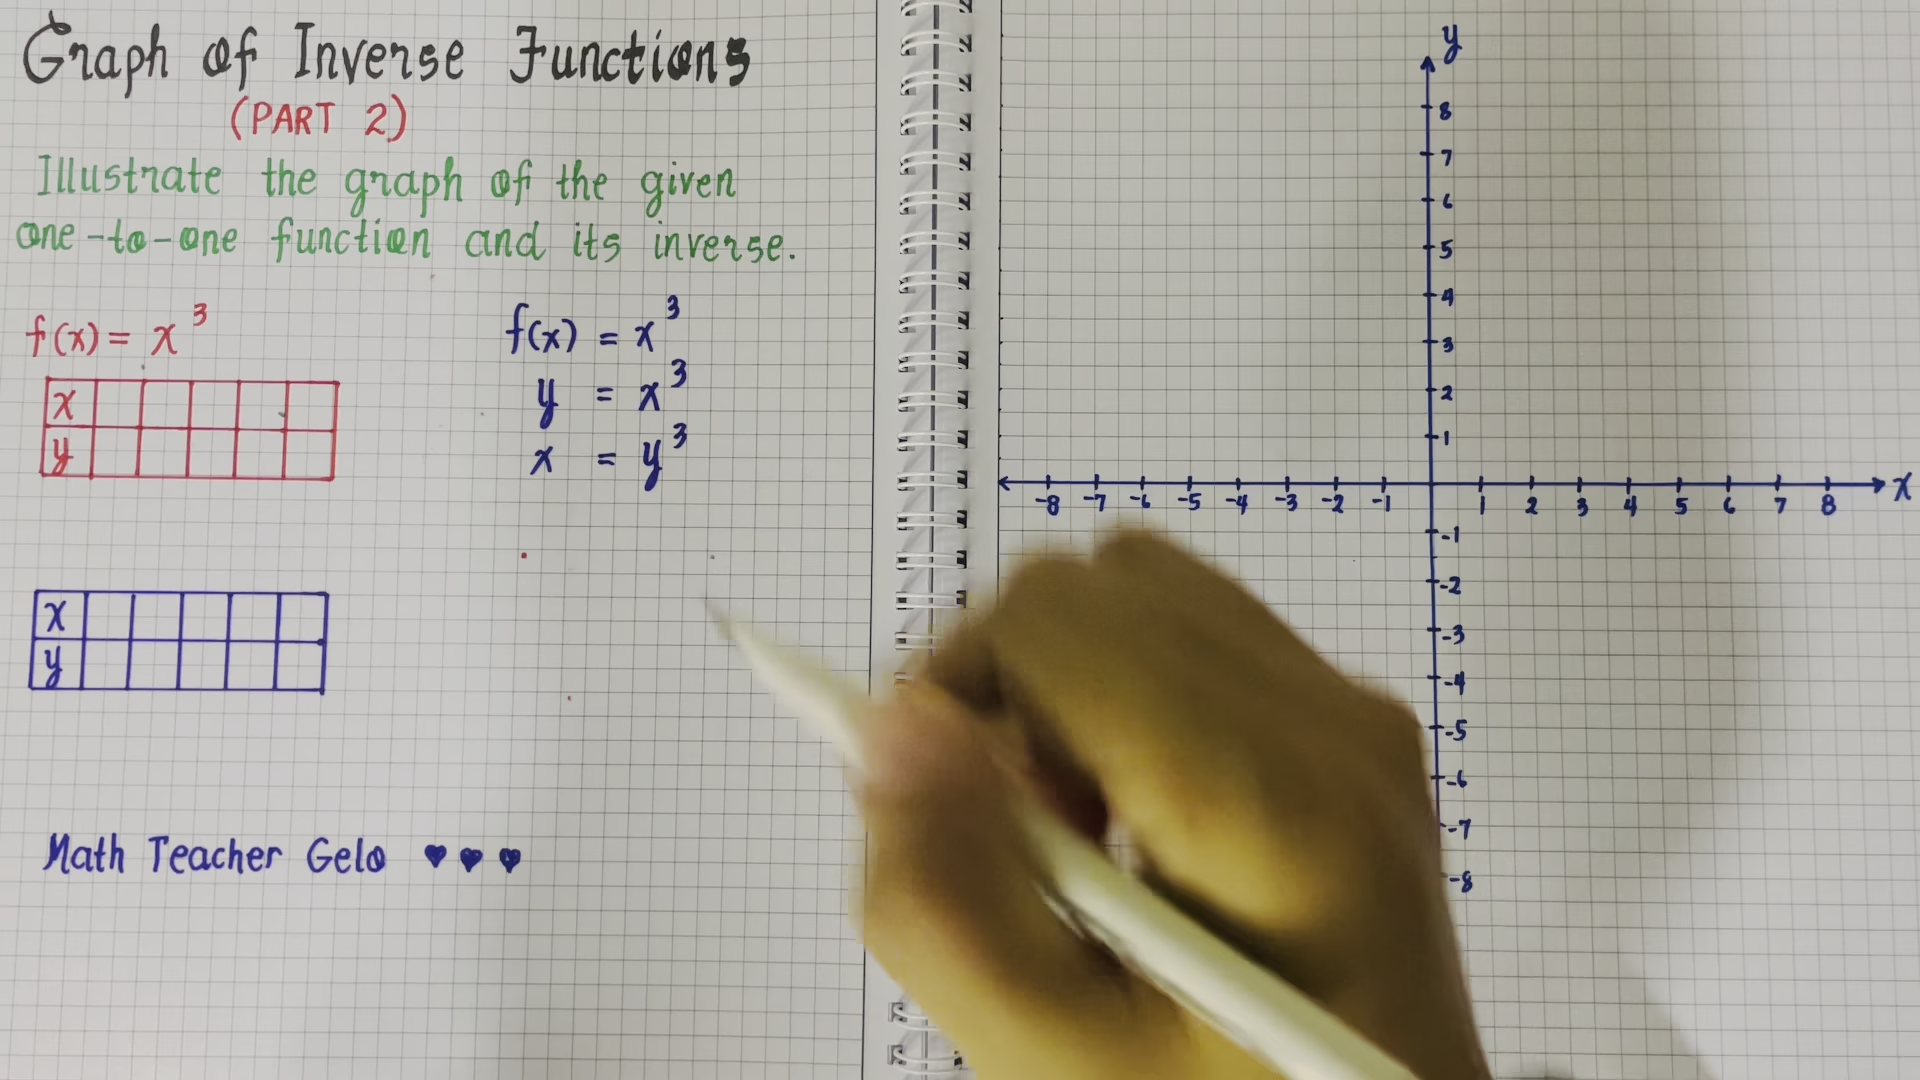 Graph of Inverse Functions
(PART 2)
Illustrate the graph of the given
one-to-one function and its inverse.
f(x) = x³
x
y
f(x) = x³
y = x³
x = y³
x
y
Math Teacher Gelo ♥♥♥
y
8
7
6
5
4
3
2
1
-8 -7 -6 -5 -4 -3 -2 -1 1 2 3 4 5 6 7 8 x
-1
-2
-3
-4
-5
-6
-7
-8